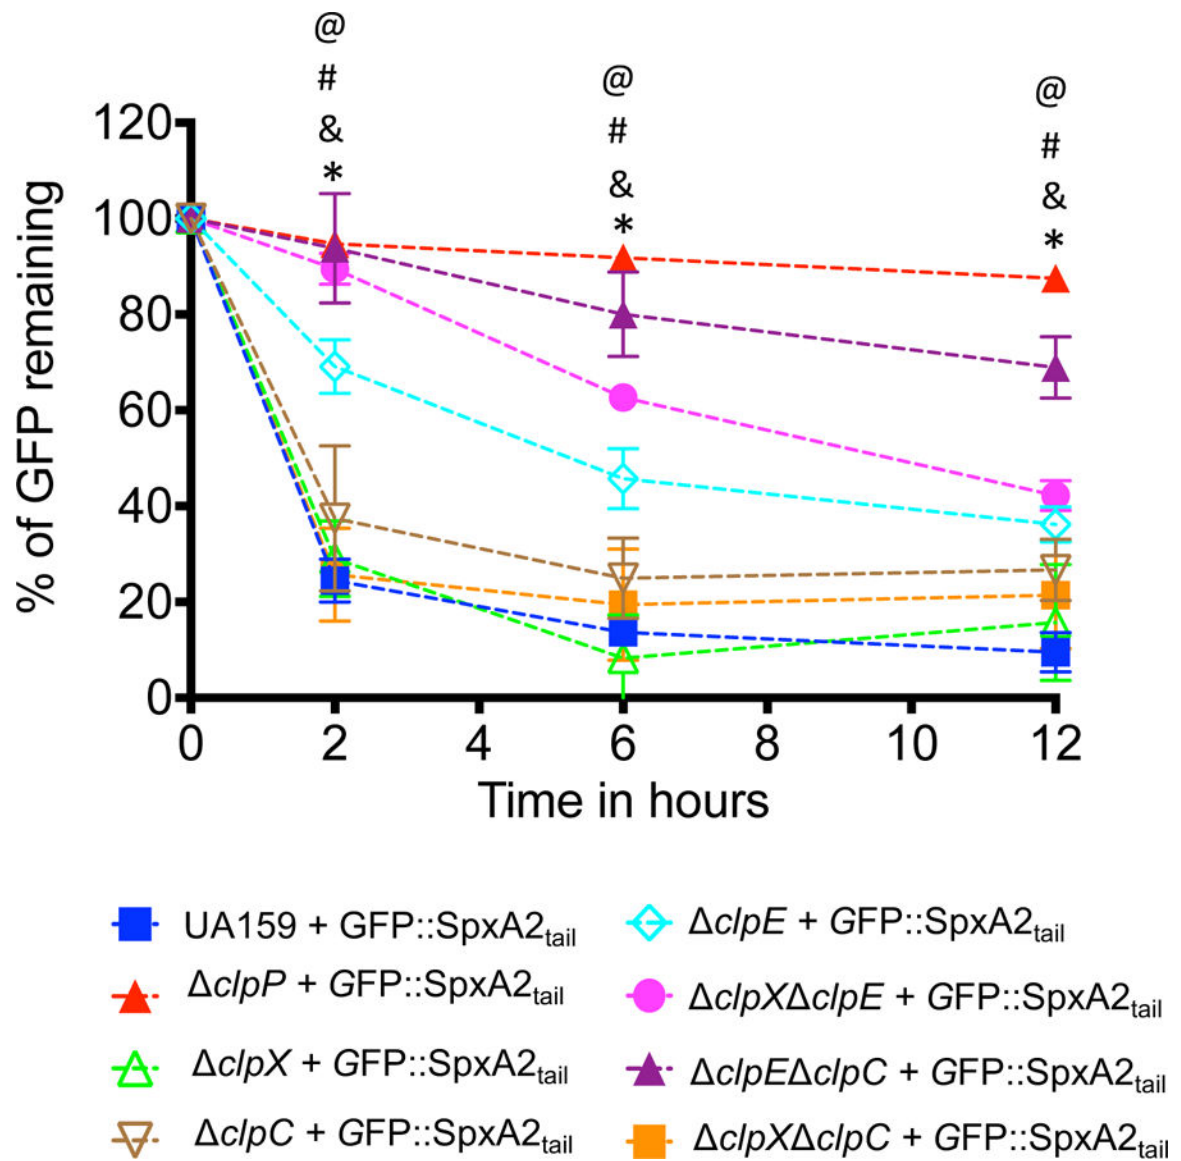 @ @ @
# # #
& & &
* * *
120
100
80
60
40
20
0
% of GFP remaining
0 2 4 6 8 10 12
Time in hours
UA159 + GFP::SpxA2tail
ΔclpP + GFP::SpxA2tail
ΔclpX + GFP::SpxA2tail
ΔclpC + GFP::SpxA2tail
ΔclpE + GFP::SpxA2tail
ΔclpXΔclpE + GFP::SpxA2tail
ΔclpEΔclpC + GFP::SpxA2tail
ΔclpXΔclpC + GFP::SpxA2tail